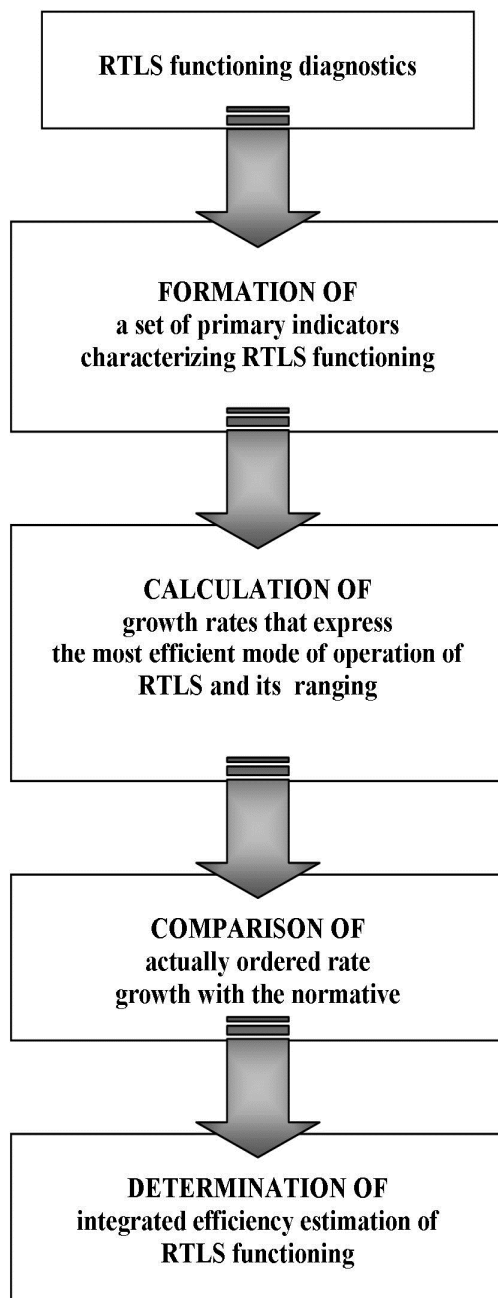 RTLS functioning diagnostics
FORMATION OF
a set of primary indicators
characterizing RTLS functioning
CALCULATION OF
growth rates that express
the most efficient mode of operation of
RTLS and its ranging
COMPARISON OF
actually ordered rate
growth with the normative
DETERMINATION OF
integrated efficiency estimation of
RTLS functioning